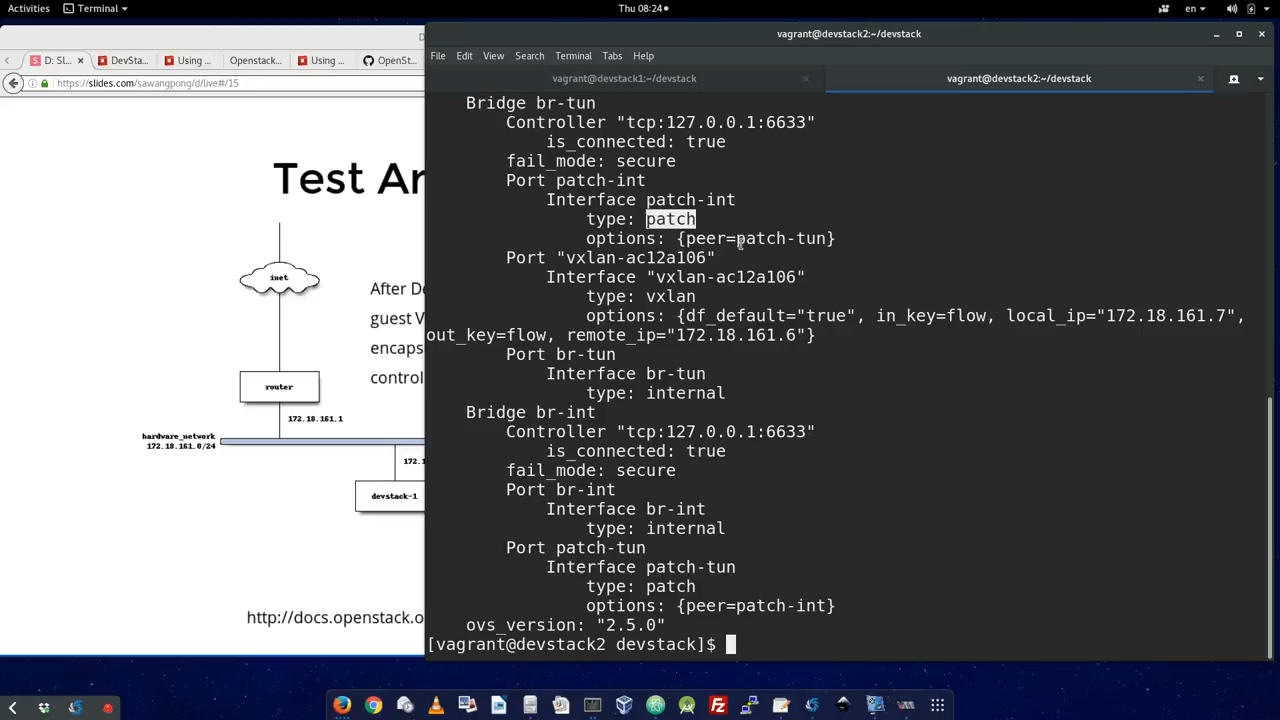 Activities
Terminal
Thu 08:24
en
D
vagrant@devstack2:~/devstack
File Edit View Search Terminal Tabs Help
D: Sl...
DevSta...
Using ...
Openstack...
Using ...
OpenSt...
vagrant@devstack1:~/devstack
vagrant@devstack2:~/devstack
https://slides.com/sawangpong/d/live#/15
Bridge br-tun
Controller "tcp:127.0.0.1:6633"
is_connected: true
fail_mode: secure
Port patch-int
Interface patch-int
type: patch
options: {peer=patch-tun}
Port "vxlan-ac12a106"
Interface "vxlan-ac12a106"
type: vxlan
options: {df_default="true", in_key=flow, local_ip="172.18.161.7",
out_key=flow, remote_ip="172.18.161.6"}
Port br-tun
Interface br-tun
type: internal
Bridge br-int
Controller "tcp:127.0.0.1:6633"
is_connected: true
fail_mode: secure
Port br-int
Interface br-int
type: internal
Port patch-tun
Interface patch-tun
type: patch
options: {peer=patch-int}
ovs_version: "2.5.0"
[vagrant@devstack2 devstack]$
Test Ar
inet
After De
guest V
encaps
control
router
172.18.161.1
hardware_network
172.18.161.0/24
172.1
devstack-1
http://docs.openstack.o